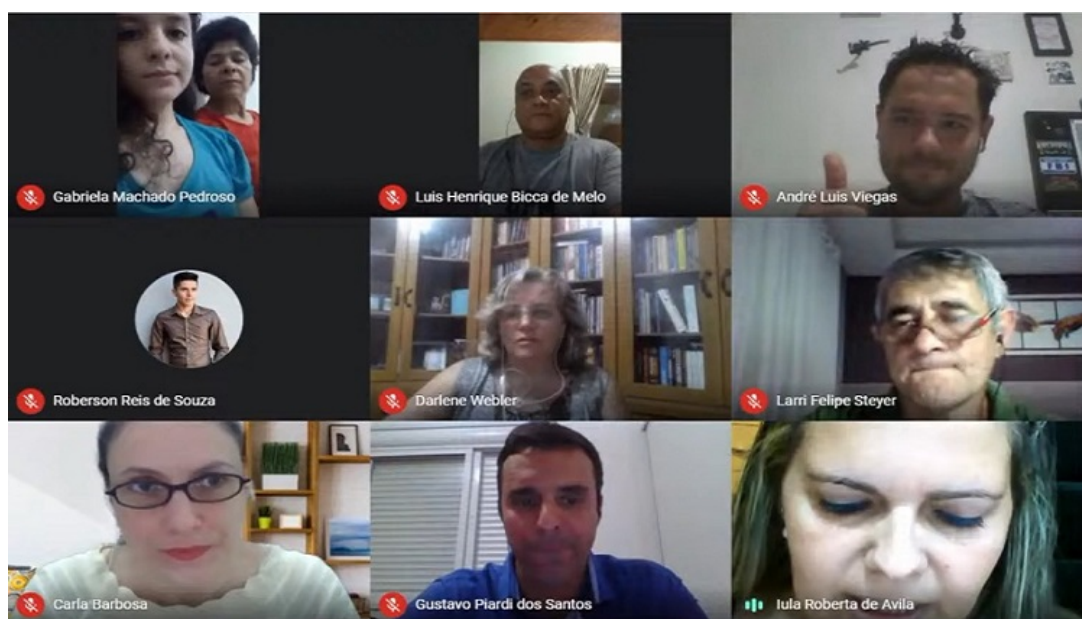 Gabriela Machado Pedroso
Luis Henrique Bicca de Melo
André Luis Viegas
Roberson Reis de Souza
Darlene Webler
Larri Felipe Steyer
Carla Barbosa
Gustavo Piardi dos Santos
Iula Roberta de Avila